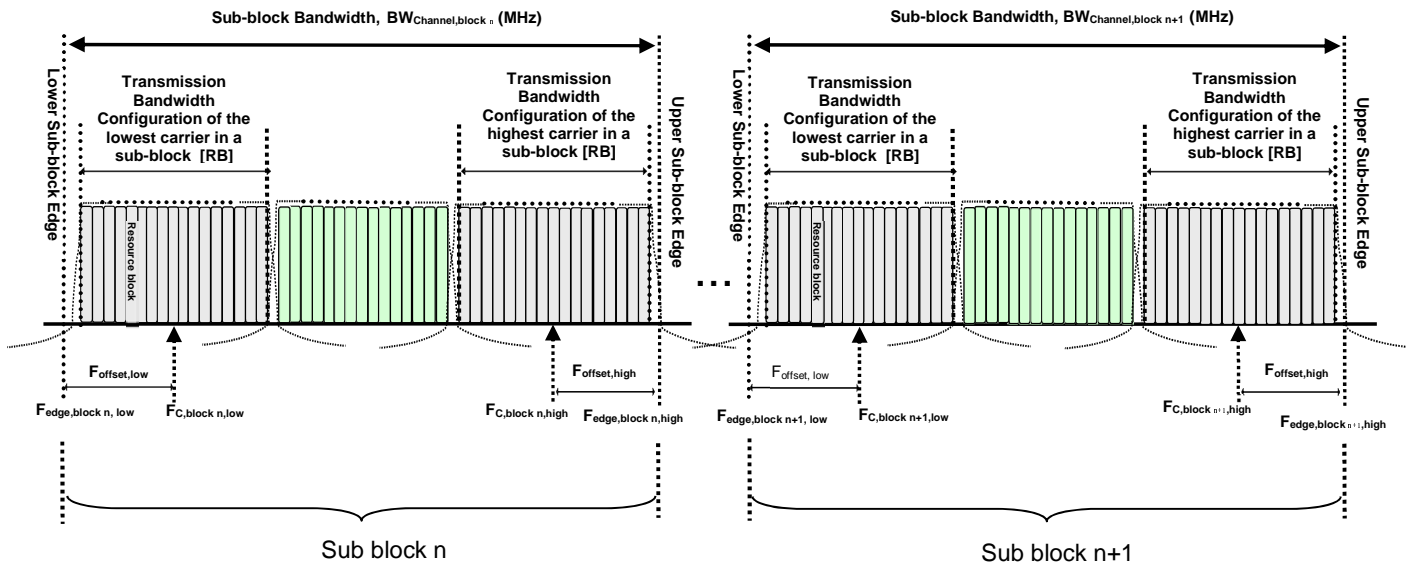 Sub-block Bandwidth, BWChannel,block n (MHz)
Lower Sub-block Edge
Transmission
Bandwidth
Configuration of the
lowest carrier in a
sub-block [RB]
Transmission
Bandwidth
Configuration of the
highest carrier in a
sub-block [RB]
Upper Sub-block Edge
Resource block
Foffset,low
Foffset,high
Fedge,block n, low
FC,block n,low
FC,block n,high
Fedge,block n,high
Sub block n
...
Sub-block Bandwidth, BWChannel,block n+1 (MHz)
Lower Sub-block Edge
Transmission
Bandwidth
Configuration of the
lowest carrier in a
sub-block [RB]
Transmission
Bandwidth
Configuration of the
highest carrier in a
sub-block [RB]
Upper Sub-block Edge
Resource block
Foffset, low
Foffset,high
Fedge,block n+1, low
FC,block n+1,low
FC,block n+1,high
Fedge,block n+1,high
Sub block n+1